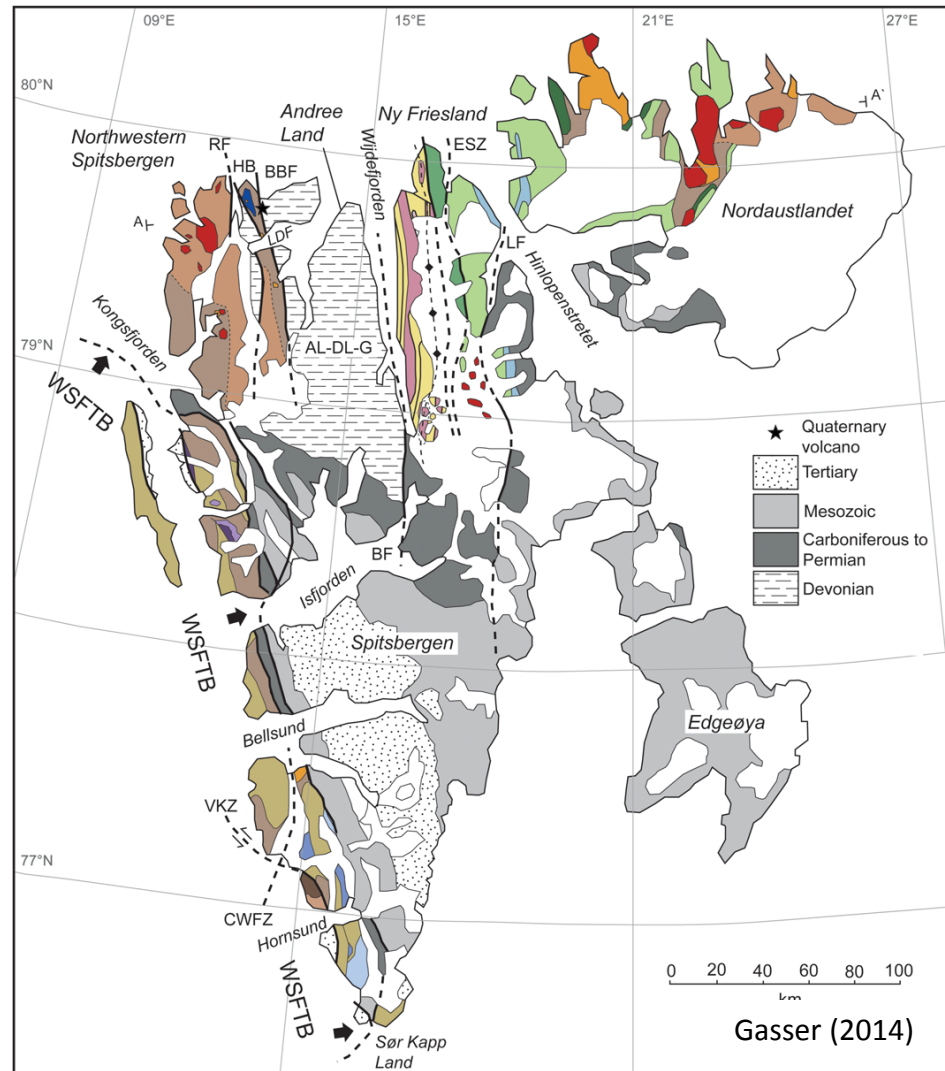 09°E
15°E
21°E
27°E
80°N
Andree
Land
Ny Friesland
A'
Northwestern
Spitsbergen
RF
HB
BBF
Wijdefjorden
ESZ
Nordaustlandet
A
LDF
LF
Hinlopenstretet
Kongsfjorden
79°N
AL-DL-G
WSFTB
Quaternary
volcano
Tertiary
Mesozoic
Carboniferous to
Permian
Devonian
BF
Isfjorden
WSFTB
Spitsbergen
Edgeøya
Bellsund
VKZ
77°N
CWFZ
Hornsund
WSFTB
0 20 40 60 80 100
km
Sør Kapp
Land
Gasser (2014)